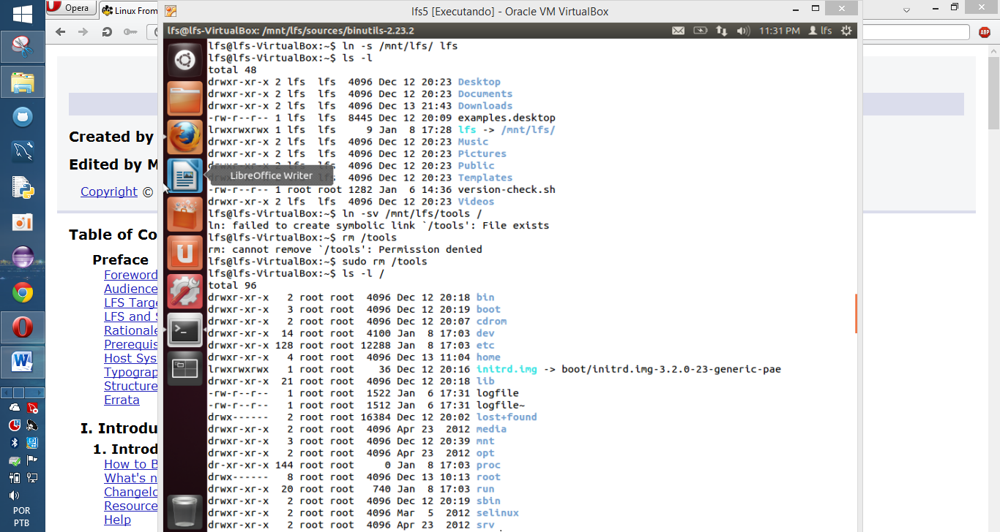 Opera
Linux From
lfs5 [Executando] - Oracle VM VirtualBox
ABP
lfs@lfs-VirtualBox: /mnt/lfs/sources/binutils-2.23.2
11:31 PM
lfs
lfs@lfs-VirtualBox:~$ ln -s /mnt/lfs/ lfs
lfs@lfs-VirtualBox:~$ ls -l
total 48
drwxr-xr-x 2 lfs  lfs  4096 Dec 12 20:23 Desktop
drwxr-xr-x 2 lfs  lfs  4096 Dec 12 20:23 Documents
drwxr-xr-x 2 lfs  lfs  4096 Dec 13 21:43 Downloads
-rw-r--r-- 1 lfs  lfs  8445 Dec 12 20:09 examples.desktop
lrwxrwxrwx 1 lfs  lfs     9 Jan  8 17:28 lfs -> /mnt/lfs/
drwxr-xr-x 2 lfs  lfs  4096 Dec 12 20:23 Music
drwxr-xr-x 2 lfs  lfs  4096 Dec 12 20:23 Pictures
drwxr-xr-x 2 lfs  lfs  4096 Dec 12 20:23 Public
LibreOffice Writer
4096 Dec 12 20:23 Templates
-rw-r--r-- 1 root root 1282 Jan  6 14:36 version-check.sh
drwxr-xr-x 2 lfs  lfs  4096 Dec 12 20:23 Videos
lfs@lfs-VirtualBox:~$ ln -sv /mnt/lfs/tools /
ln: failed to create symbolic link `/tools': File exists
lfs@lfs-VirtualBox:~$ rm /tools
rm: cannot remove `/tools': Permission denied
lfs@lfs-VirtualBox:~$ sudo rm /tools
lfs@lfs-VirtualBox:~$ ls -l /
total 96
drwxr-xr-x   2 root root  4096 Dec 12 20:18 bin
drwxr-xr-x   3 root root  4096 Dec 12 20:19 boot
drwxr-xr-x   2 root root  4096 Dec 12 20:07 cdrom
drwxr-xr-x  14 root root  4100 Jan  8 17:03 dev
drwxr-xr-x 128 root root 12288 Jan  8 17:03 etc
drwxr-xr-x   4 root root  4096 Dec 13 11:04 home
lrwxrwxrwx   1 root root    36 Dec 12 20:16 initrd.img -> boot/initrd.img-3.2.0-23-generic-pae
drwxr-xr-x  21 root root  4096 Dec 12 20:18 lib
-rw-r--r--   1 root root  1522 Jan  6 17:31 logfile
-rw-r--r--   1 root root  1512 Jan  6 17:31 logfile~
drwx------   2 root root 16384 Dec 12 20:02 lost+found
drwxr-xr-x   2 root root  4096 Apr 23  2012 media
drwxr-xr-x   3 root root  4096 Dec 12 20:39 mnt
drwxr-xr-x   2 root root  4096 Apr 23  2012 opt
dr-xr-xr-x 144 root root     0 Jan  8 17:03 proc
drwx------   8 root root  4096 Dec 13 10:13 root
drwxr-xr-x  20 root root   740 Jan  8 17:03 run
drwxr-xr-x   2 root root  4096 Dec 12 20:19 sbin
drwxr-xr-x   2 root root  4096 Mar  5  2012 selinux
drwxr-xr-x   2 root root  4096 Apr 23  2012 srv
Created by
Edited by M
Copyright ©
Table of Co
Preface
Foreword
Audience
LFS Targe
LFS and S
Rationale
Prerequis
Host Sys
Typograp
Structure
Errata
I. Introdu
1. Introd
How to B
What's n
Changelo
Resource
Help
POR
PTB